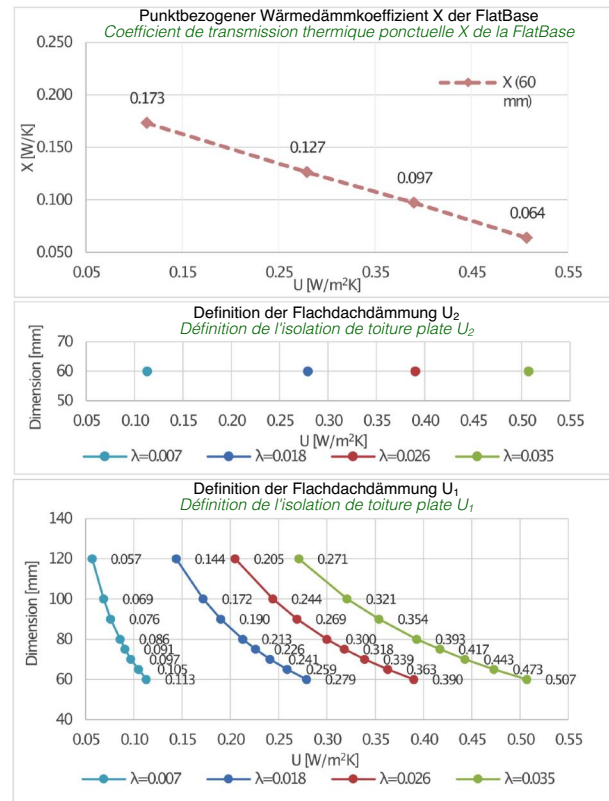 Punktbezogener Wärmedämmkoeffizient X der FlatBase
Coefficient de transmission thermique ponctuelle X de la FlatBase
0.250
0.200
0.150
0.100
0.050
X [W/K]
0.173
0.127
0.097
0.064
X (60
mm)
0.05 0.15 0.25 0.35 0.45 0.55
U [W/m²K]
Definition der Flachdachdämmung U₂
Définition de l'isolation de toiture plate U₂
70
60
50
Dimension [mm]
0.05 0.10 0.15 0.20 0.25 0.30 0.35 0.40 0.45 0.50 0.55
U [W/m²K]
λ=0.007 λ=0.018 λ=0.026 λ=0.035
Definition der Flachdachdämmung U₁
Définition de l'isolation de toiture plate U₁
140
120
100
80
60
40
Dimension [mm]
0.057 0.144 0.205 0.271
0.069 0.172 0.244 0.321
0.076 0.190 0.269 0.354
0.086 0.213 0.300 0.393
0.091 0.226 0.318 0.417
0.097 0.241 0.339 0.443
0.105 0.259 0.363 0.473
0.113 0.279 0.390 0.507
0.05 0.10 0.15 0.20 0.25 0.30 0.35 0.40 0.45 0.50 0.55
U [W/m²K]
λ=0.007 λ=0.018 λ=0.026 λ=0.035